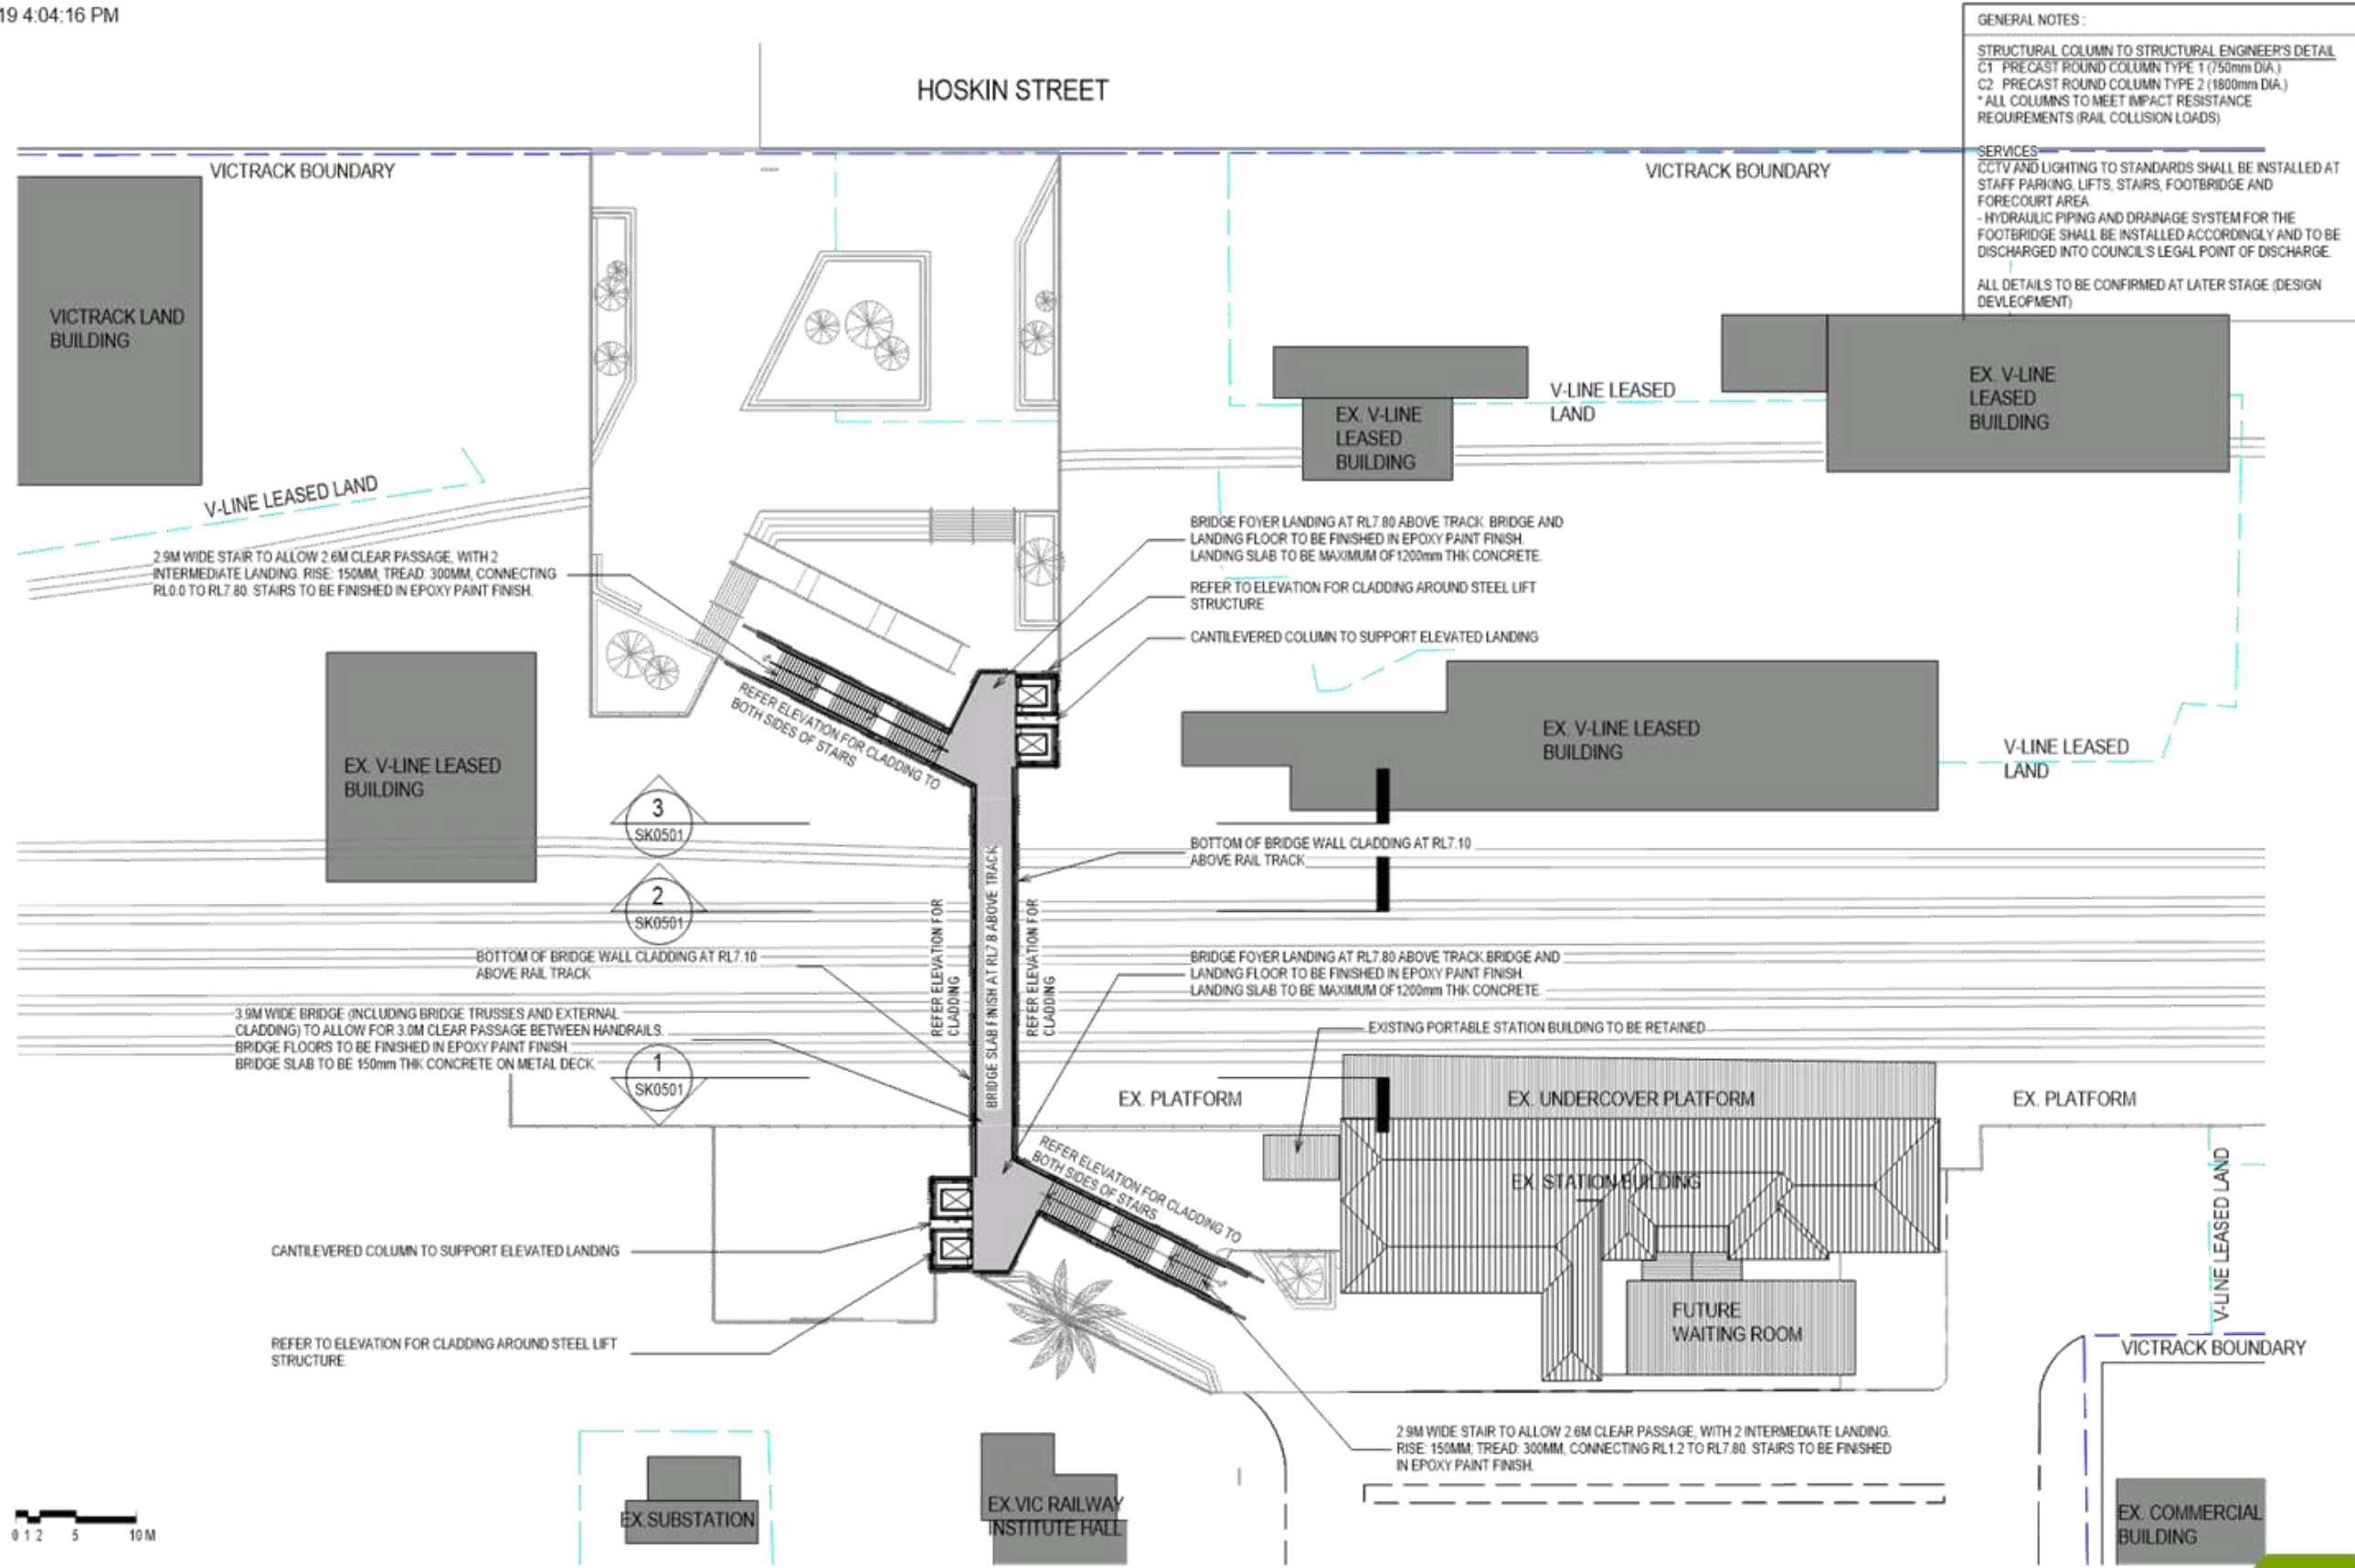 19 4:04:16 PM
HOSKIN STREET
GENERAL NOTES :
STRUCTURAL COLUMN TO STRUCTURAL ENGINEER'S DETAIL
C1 PRECAST ROUND COLUMN TYPE 1 (750mm DIA.)
C2 PRECAST ROUND COLUMN TYPE 2 (1800mm DIA.)
* ALL COLUMNS TO MEET IMPACT RESISTANCE
REQUIREMENTS (RAIL COLLISION LOADS)
SERVICES
CCTV AND LIGHTING TO STANDARDS SHALL BE INSTALLED AT
STAFF PARKING, LIFTS, STAIRS, FOOTBRIDGE AND
FORECOURT AREA.
- HYDRAULIC PIPING AND DRAINAGE SYSTEM FOR THE
FOOTBRIDGE SHALL BE INSTALLED ACCORDINGLY AND TO BE
DISCHARGED INTO COUNCIL'S LEGAL POINT OF DISCHARGE.
ALL DETAILS TO BE CONFIRMED AT LATER STAGE (DESIGN
DEVLEOPMENT)
VICTRACK BOUNDARY
VICTRACK BOUNDARY
VICTRACK LAND
BUILDING
EX. V-LINE
LEASED
BUILDING
V-LINE LEASED
LAND
EX. V-LINE
LEASED
BUILDING
V-LINE LEASED LAND
2.9M WIDE STAIR TO ALLOW 2.6M CLEAR PASSAGE, WITH 2
INTERMEDIATE LANDING. RISE: 150MM, TREAD: 300MM, CONNECTING
RL0.0 TO RL7.80. STAIRS TO BE FINISHED IN EPOXY PAINT FINISH.
BRIDGE FOYER LANDING AT RL7.80 ABOVE TRACK. BRIDGE AND
LANDING FLOOR TO BE FINISHED IN EPOXY PAINT FINISH.
LANDING SLAB TO BE MAXIMUM OF1200mm THK CONCRETE.
REFER TO ELEVATION FOR CLADDING AROUND STEEL LIFT
STRUCTURE
CANTILEVERED COLUMN TO SUPPORT ELEVATED LANDING
REFER ELEVATION FOR CLADDING TO
BOTH SIDES OF STAIRS
EX. V-LINE LEASED
BUILDING
EX. V-LINE LEASED
BUILDING
V-LINE LEASED
LAND
3
SK0501
2
SK0501
BOTTOM OF BRIDGE WALL CLADDING AT RL7.10
ABOVE RAIL TRACK
BOTTOM OF BRIDGE WALL CLADDING AT RL7.10
ABOVE RAIL TRACK
REFER ELEVATION FOR
CLADDING
BRIDGE SLAB FINISH AT RL7.8 ABOVE TRACK
REFER ELEVATION FOR
CLADDING
BRIDGE FOYER LANDING AT RL7.80 ABOVE TRACK BRIDGE AND
LANDING FLOOR TO BE FINISHED IN EPOXY PAINT FINISH.
LANDING SLAB TO BE MAXIMUM OF1200mm THK CONCRETE.
3.9M WIDE BRIDGE (INCLUDING BRIDGE TRUSSES AND EXTERNAL
CLADDING) TO ALLOW FOR 3.0M CLEAR PASSAGE BETWEEN HANDRAILS.
BRIDGE FLOORS TO BE FINISHED IN EPOXY PAINT FINISH
BRIDGE SLAB TO BE 150mm THK CONCRETE ON METAL DECK.
1
SK0501
EXISTING PORTABLE STATION BUILDING TO BE RETAINED
EX. PLATFORM
EX. UNDERCOVER PLATFORM
EX. PLATFORM
REFER ELEVATION FOR CLADDING TO
BOTH SIDES OF STAIRS
EX. STATION BUILDING
V-LINE LEASED LAND
CANTILEVERED COLUMN TO SUPPORT ELEVATED LANDING
REFER TO ELEVATION FOR CLADDING AROUND STEEL LIFT
STRUCTURE
FUTURE
WAITING ROOM
VICTRACK BOUNDARY
2.9M WIDE STAIR TO ALLOW 2.6M CLEAR PASSAGE, WITH 2 INTERMEDIATE LANDING.
RISE: 150MM, TREAD: 300MM, CONNECTING RL1.2 TO RL7.80. STAIRS TO BE FINISHED
IN EPOXY PAINT FINISH.
EX.SUBSTATION
EX.VIC RAILWAY
INSTITUTE HALL
EX. COMMERCIAL
BUILDING
0 1 2 5 10 M